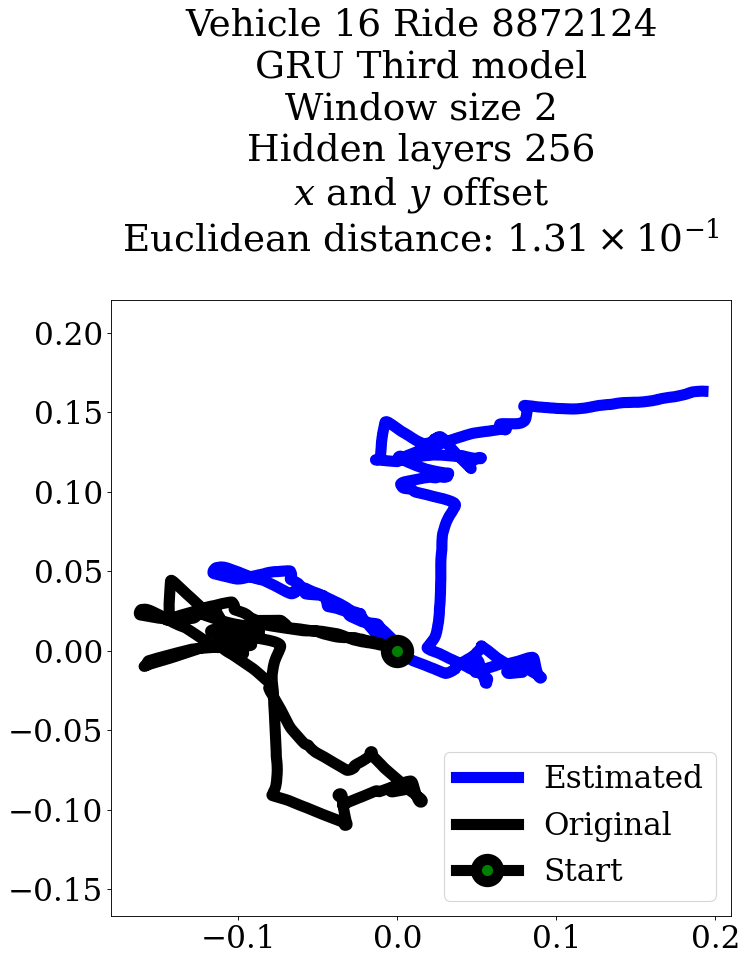 Vehicle 16 Ride 8872124
GRU Third model
Window size 2
Hidden layers 256
x and y offset
Euclidean distance: 1.31 × 10⁻¹
0.20
0.15
0.10
0.05
0.00
−0.05
−0.10
−0.15
Estimated
Original
Start
−0.1
0.0
0.1
0.2